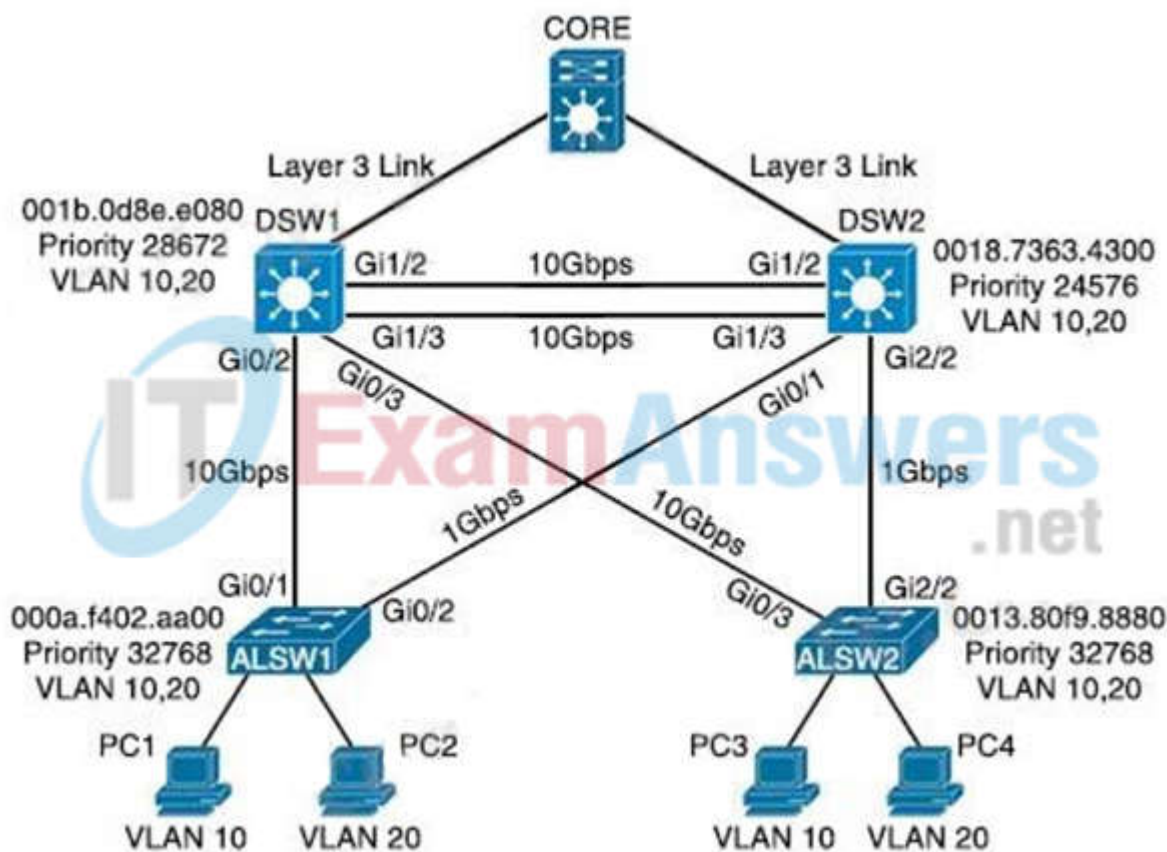 CORE
Layer 3 Link
Layer 3 Link
001b.0d8e.e080
Priority 28672
VLAN 10,20
DSW1
DSW2
0018.7363.4300
Priority 24576
VLAN 10,20
Gi1/2
10Gbps
Gi1/2
Gi1/3
10Gbps
Gi1/3
Gi0/2
Gi0/3
Gi0/1
Gi2/2
ITExamAnswers
.net
10Gbps
1Gbps
10Gbps
1Gbps
Gi0/1
Gi0/2
Gi0/3
Gi2/2
000a.f402.aa00
Priority 32768
VLAN 10,20
ALSW1
ALSW2
0013.80f9.8880
Priority 32768
VLAN 10,20
PC1
PC2
PC3
PC4
VLAN 10
VLAN 20
VLAN 10
VLAN 20